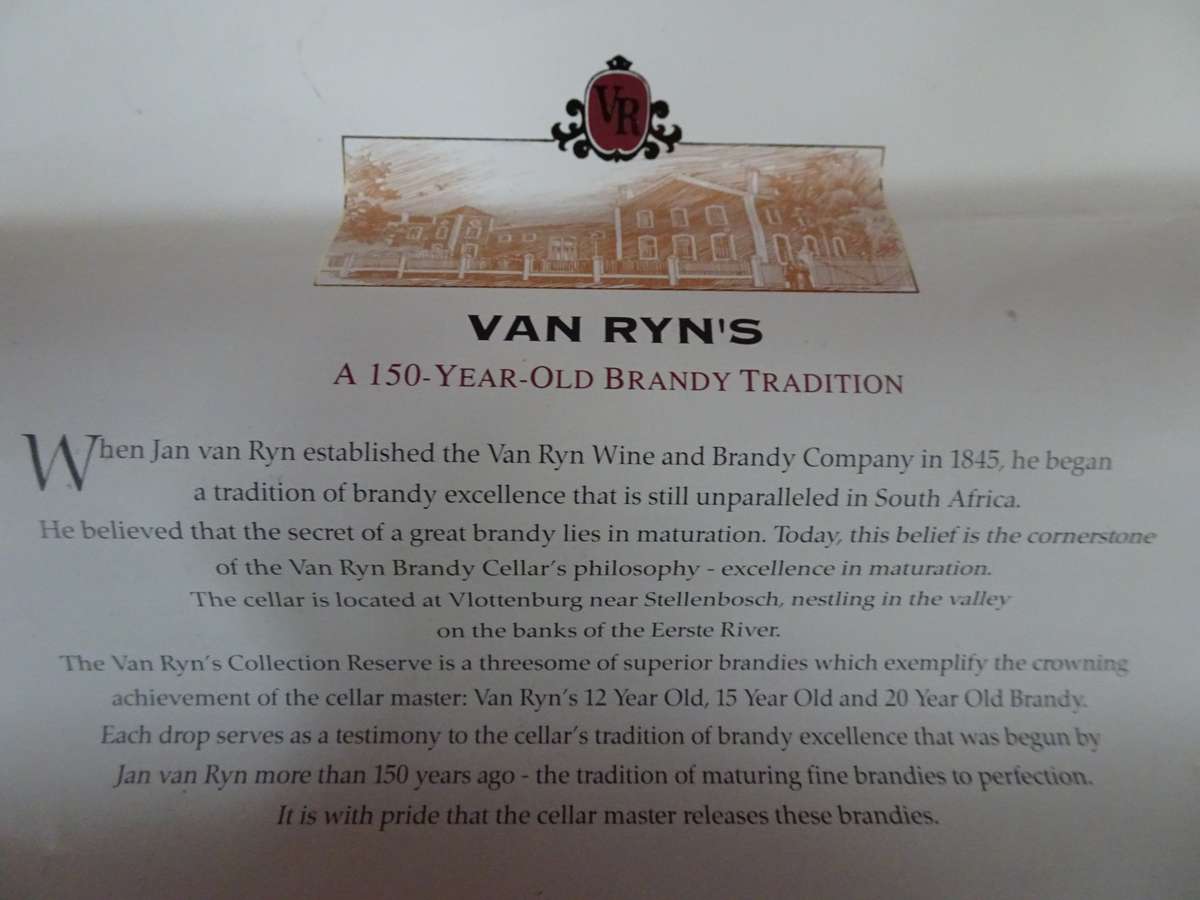 VR
VAN RYN'S
A 150-YEAR-OLD BRANDY TRADITION
When Jan van Ryn established the Van Ryn Wine and Brandy Company in 1845, he began
a tradition of brandy excellence that is still unparalleled in South Africa.
He believed that the secret of a great brandy lies in maturation. Today, this belief is the cornerstone
of the Van Ryn Brandy Cellar's philosophy - excellence in maturation.
The cellar is located at Vlottenburg near Stellenbosch, nestling in the valley
on the banks of the Eerste River.
The Van Ryn's Collection Reserve is a threesome of superior brandies which exemplify the crowning
achievement of the cellar master: Van Ryn's 12 Year Old, 15 Year Old and 20 Year Old Brandy.
Each drop serves as a testimony to the cellar's tradition of brandy excellence that was begun by
Jan van Ryn more than 150 years ago - the tradition of maturing fine brandies to perfection.
It is with pride that the cellar master releases these brandies.